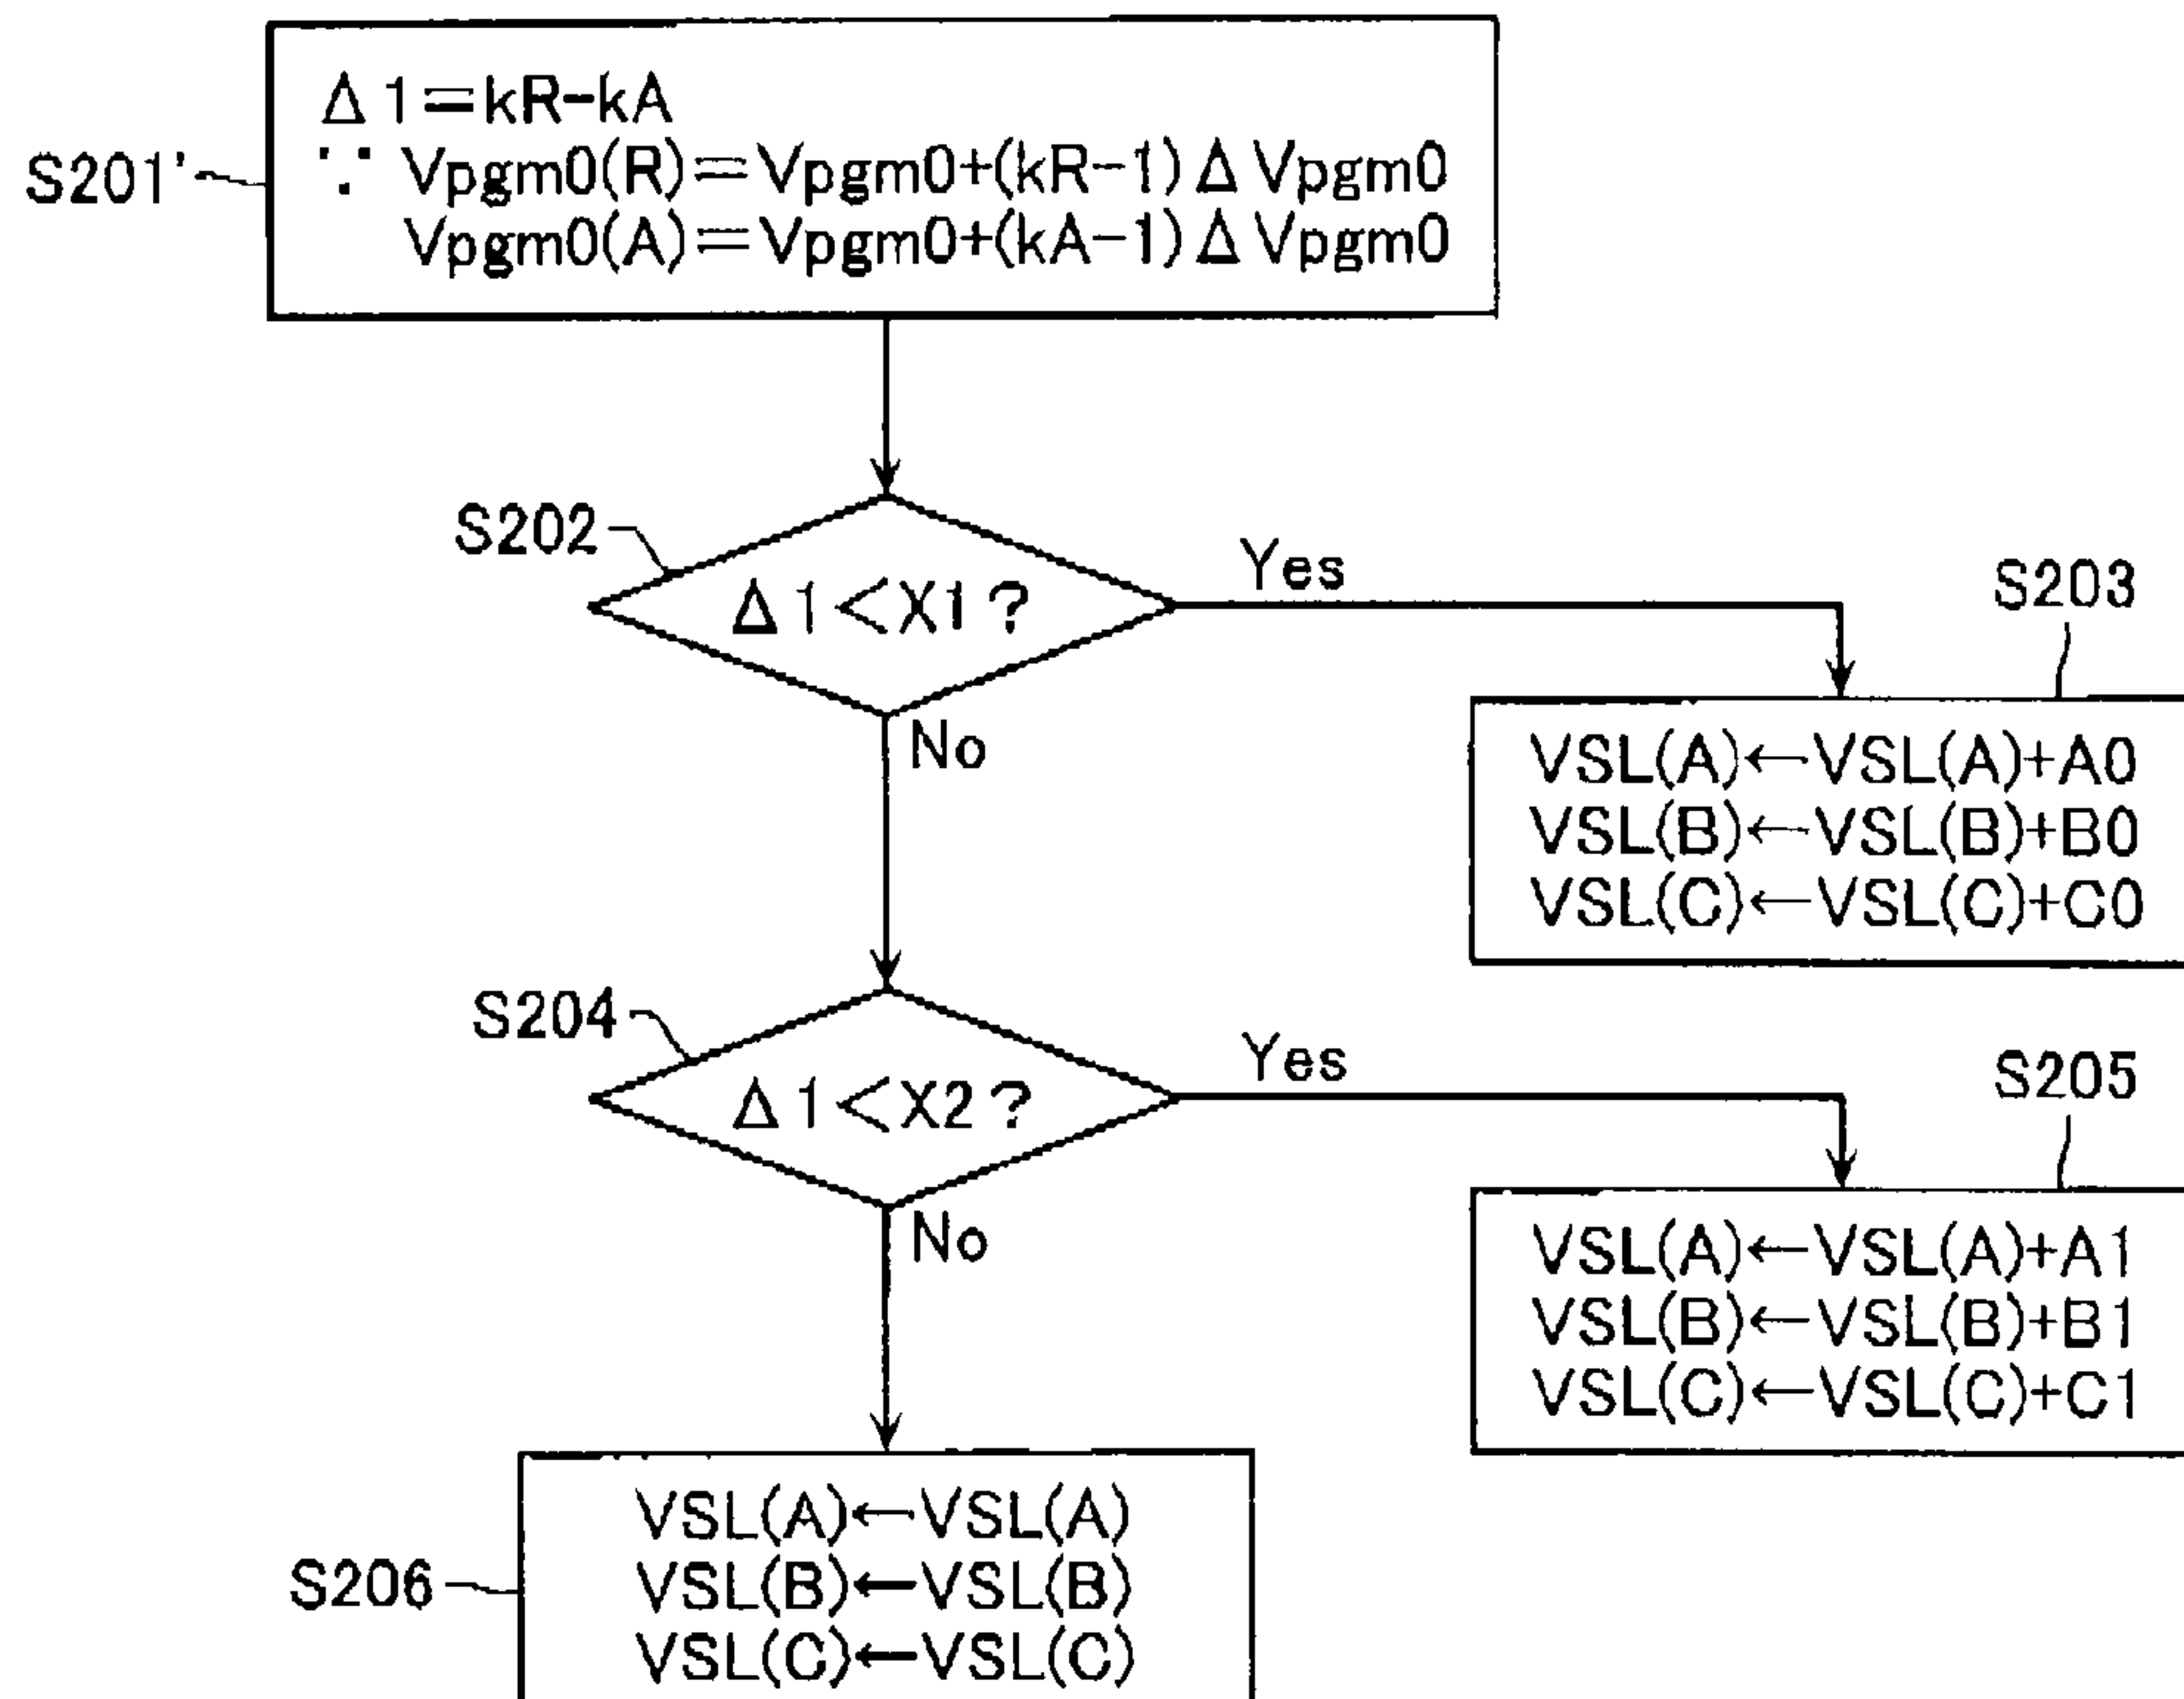 Δ1=kR-kA
∵ Vpgm0(R)=Vpgm0+(kR-1)ΔVpgm0
Vpgm0(A)=Vpgm0+(kA-1)ΔVpgm0
S201'
S202
Δ1<X1?
Yes
No
S203
VSL(A)←VSL(A)+A0
VSL(B)←VSL(B)+B0
VSL(C)←VSL(C)+C0
S204
Δ1<X2?
Yes
No
S205
VSL(A)←VSL(A)+A1
VSL(B)←VSL(B)+B1
VSL(C)←VSL(C)+C1
S206
VSL(A)←VSL(A)
VSL(B)←VSL(B)
VSL(C)←VSL(C)